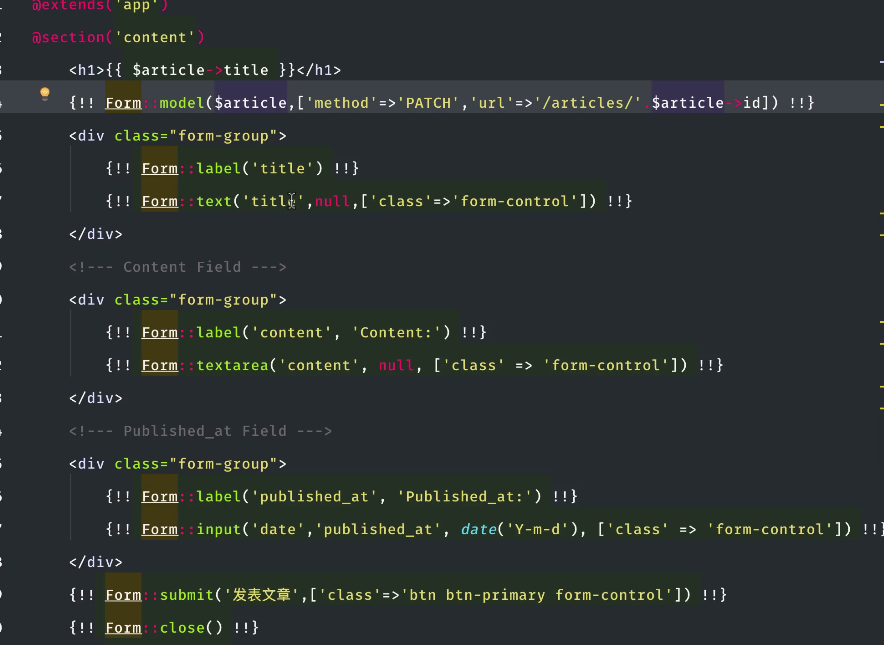 @extends('app')
@section('content')
<h1>{{ $article->title }}</h1>
{!! Form::model($article,['method'=>'PATCH','url'=>'/articles/'.$article->id]) !!}
<div class="form-group">
{!! Form::label('title') !!}
{!! Form::text('title',null,['class'=>'form-control']) !!}
</div>
<!--- Content Field --->
<div class="form-group">
{!! Form::label('content', 'Content:') !!}
{!! Form::textarea('content', null, ['class' => 'form-control']) !!}
</div>
<!--- Published_at Field --->
<div class="form-group">
{!! Form::label('published_at', 'Published_at:') !!}
{!! Form::input('date','published_at', date('Y-m-d'), ['class' => 'form-control']) !!}
</div>
{!! Form::submit('发表文章',['class'=>'btn btn-primary form-control']) !!}
{!! Form::close() !!}